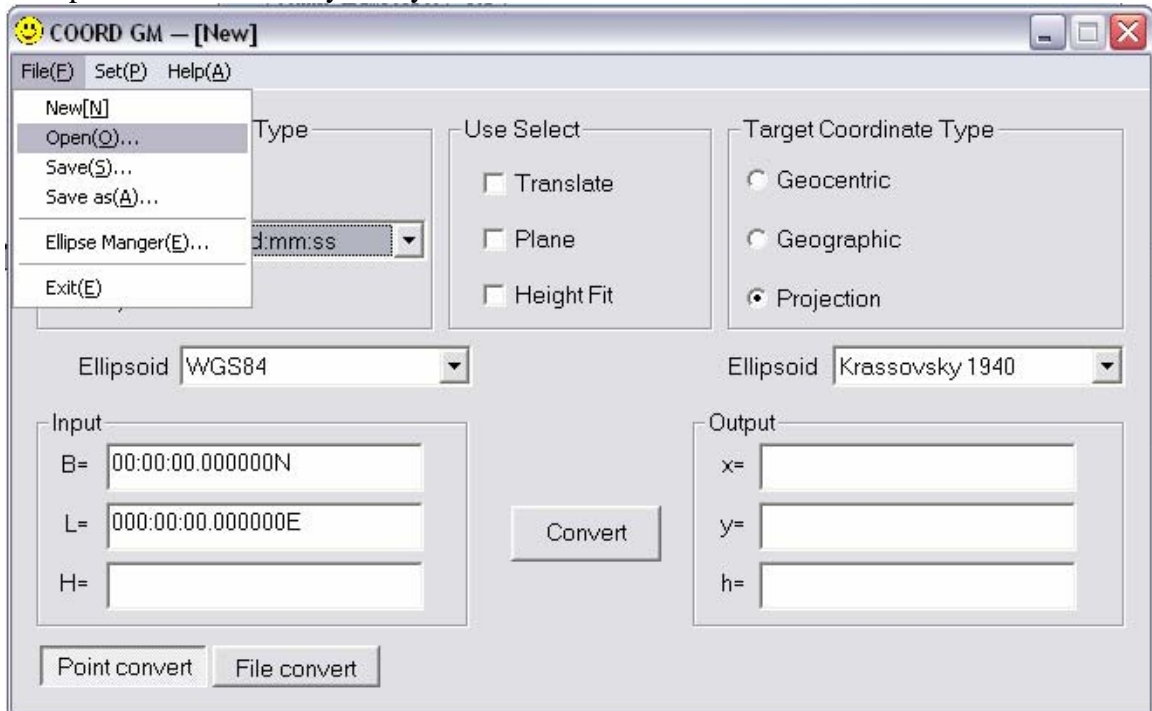 COORD GM — [New]
File(F) Set(P) Help(A)
New[N]
Open(O)...
Save(S)...
Save as(A)...
Ellipse Manger(E)...
Exit(E)
Type
d:mm:ss
Use Select
Translate
Plane
Height Fit
Target Coordinate Type
Geocentric
Geographic
Projection
Ellipsoid WGS84
Ellipsoid Krassovsky 1940
Input
B= 00:00:00.000000N
L= 000:00:00.000000E
H=
Convert
Output
x=
y=
h=
Point convert File convert